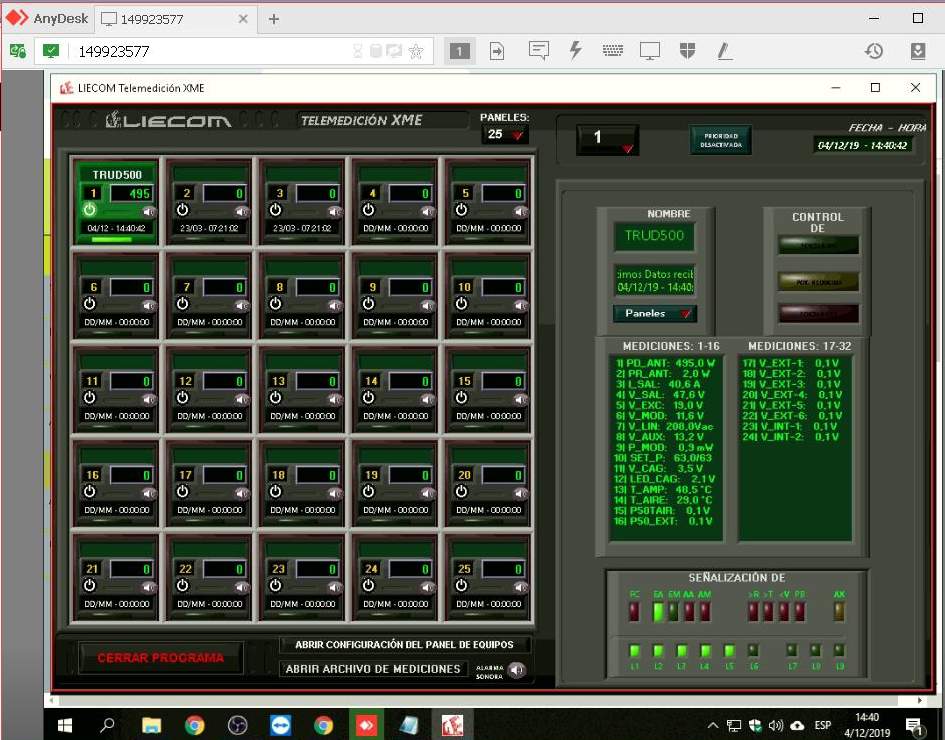 AnyDesk
149923577
149923577
1
LIECOM Telemedición XME
LIECOM
TELEMEDICIÓN XME
PANELES:
25
1
PRIORIDAD
DESACTIVADA
FECHA - HORA
04/12/19 - 14:40:42
TRUD500
1 495
04/12 - 14:40:42
2 0
23/03 - 07:21:02
3 0
23/03 - 07:21:02
4 0
DD/MM - 00:00:00
5 0
DD/MM - 00:00:00
6 0
DD/MM - 00:00:00
7 0
DD/MM - 00:00:00
8 0
DD/MM - 00:00:00
9 0
DD/MM - 00:00:00
10 0
DD/MM - 00:00:00
11 0
DD/MM - 00:00:00
12 0
DD/MM - 00:00:00
13 0
DD/MM - 00:00:00
14 0
DD/MM - 00:00:00
15 0
DD/MM - 00:00:00
16 0
DD/MM - 00:00:00
17 0
DD/MM - 00:00:00
18 0
DD/MM - 00:00:00
19 0
DD/MM - 00:00:00
20 0
DD/MM - 00:00:00
21 0
DD/MM - 00:00:00
22 0
DD/MM - 00:00:00
23 0
DD/MM - 00:00:00
24 0
DD/MM - 00:00:00
25 0
DD/MM - 00:00:00
CERRAR PROGRAMA
ABRIR CONFIGURACIÓN DEL PANEL DE EQUIPOS
ABRIR ARCHIVO DE MEDICIONES
ALARMA
SONORA
NOMBRE
TRUD500
:imos Datos recib
04/12/19 - 14:40:
Paneles
CONTROL
DE
MEDICIONES: 1-16
1| PD_ANT: 495,0 W
2| PR_ANT: 2,0 W
3| I_SAL: 40,6 A
4| V_SAL: 47,6 V
5| V_EXC: 19,0 V
6| V_MOD: 11,6 V
7| V_LIN: 208,0Vac
8| V_AUX: 13,2 V
9| P_MOD: 0,9 mW
10| SET_P: 63,0/63
11| V_CAG: 3,5 V
12| LED_CAG: 2,1 V
13| T_AMP: 40,5 °C
14| T_AIRE: 29,0 °C
15| P50TAIR: 0,1 V
16| P50_EXT: 0,1 V
MEDICIONES: 17-32
17| V_EXT-1: 0,1 V
18| V_EXT-2: 0,1 V
19| V_EXT-3: 0,1 V
20| V_EXT-4: 0,1 V
21| V_EXT-5: 0,1 V
22| V_EXT-6: 0,1 V
23| V_INT-1: 0,1 V
24| V_INT-2: 0,1 V
SEÑALIZACIÓN DE
FC EA EM AA AM >R >T <V PB AX
L1 L2 L3 L4 L5 L6 L7 L8 L9
ESP
14:40
4/12/2019
1